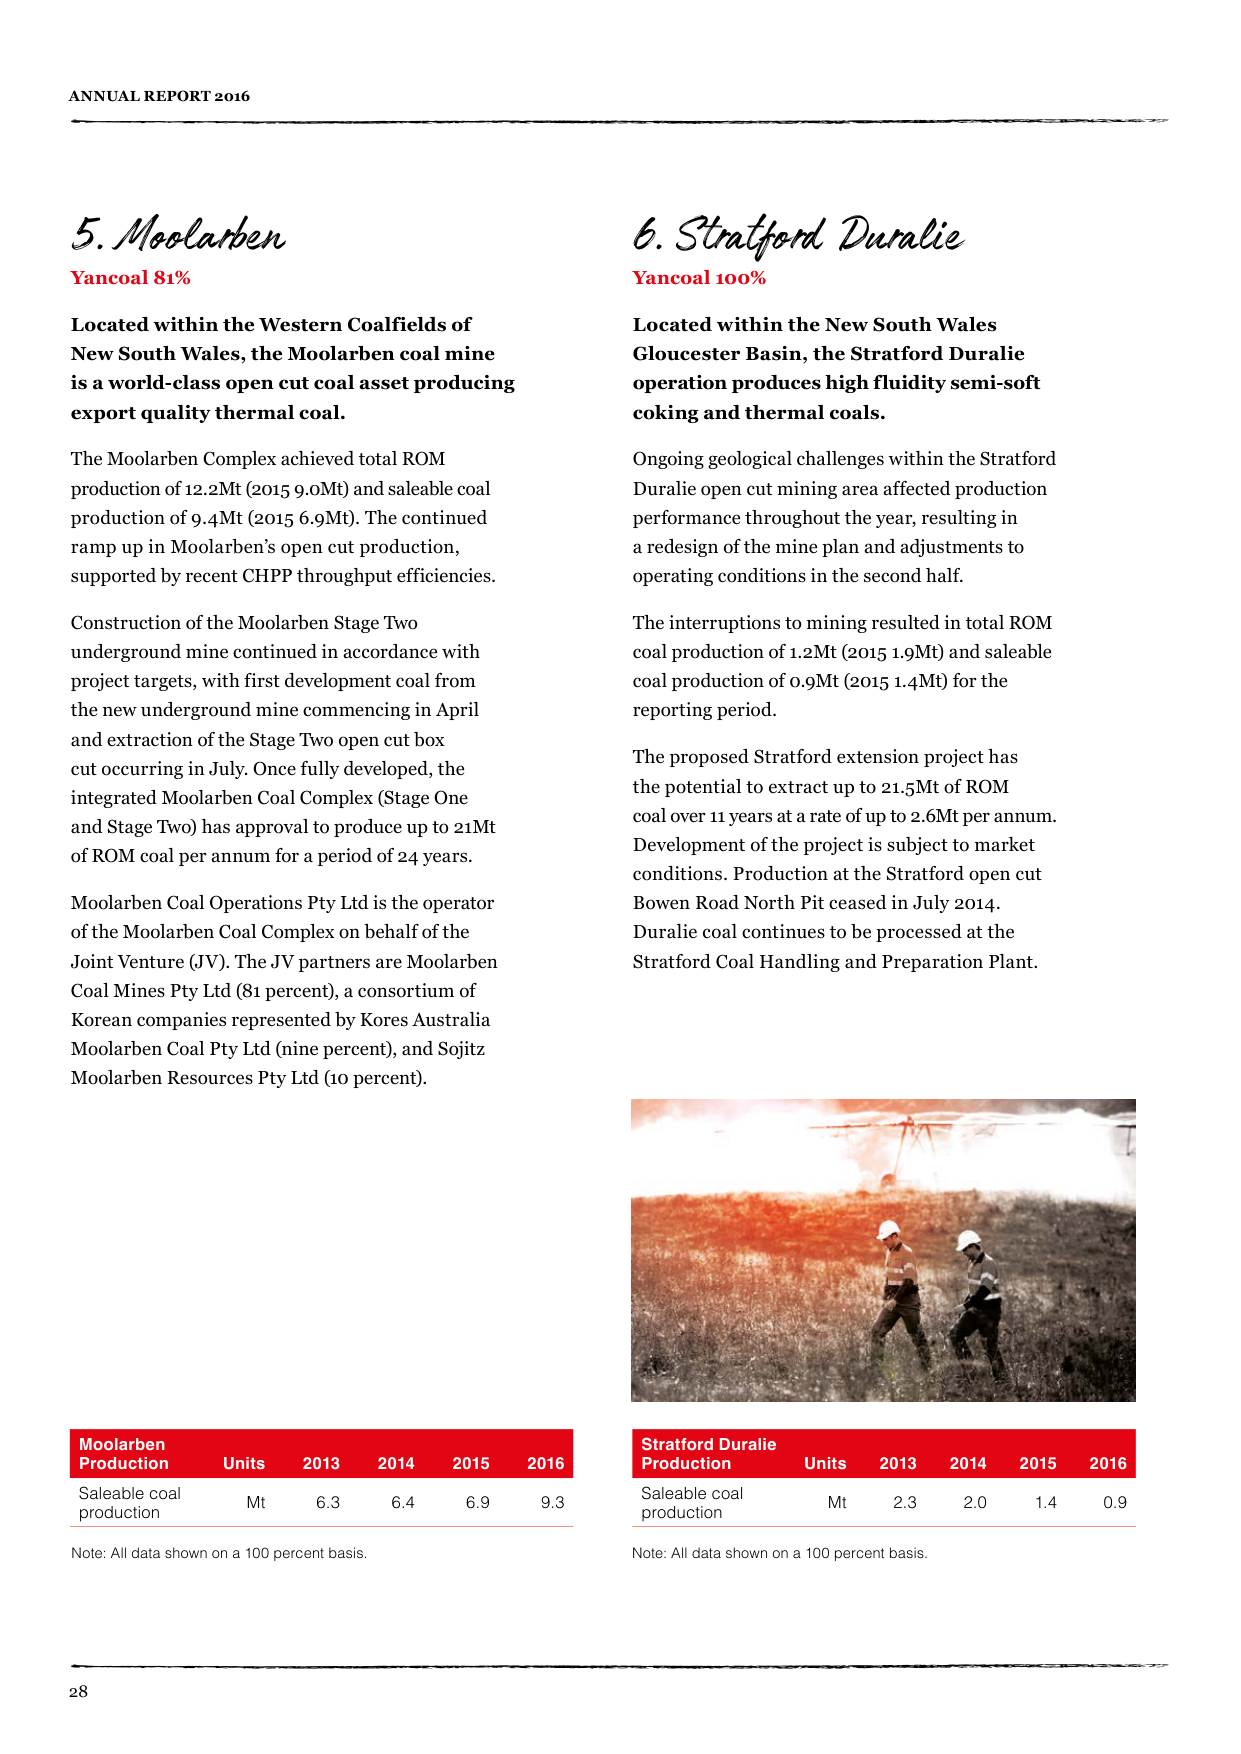 ANNUAL REPORT 2016
5. Moolarben
Yancoal 81%
Located within the Western Coalfields of
New South Wales, the Moolarben coal mine
is a world-class open cut coal asset producing
export quality thermal coal.
The Moolarben Complex achieved total ROM
production of 12.2Mt (2015 9.0Mt) and saleable coal
production of 9.4Mt (2015 6.9Mt). The continued
ramp up in Moolarben’s open cut production,
supported by recent CHPP throughput efficiencies.
Construction of the Moolarben Stage Two
underground mine continued in accordance with
project targets, with first development coal from
the new underground mine commencing in April
and extraction of the Stage Two open cut box
cut occurring in July. Once fully developed, the
integrated Moolarben Coal Complex (Stage One
and Stage Two) has approval to produce up to 21Mt
of ROM coal per annum for a period of 24 years.
Moolarben Coal Operations Pty Ltd is the operator
of the Moolarben Coal Complex on behalf of the
Joint Venture (JV). The JV partners are Moolarben
Coal Mines Pty Ltd (81 percent), a consortium of
Korean companies represented by Kores Australia
Moolarben Coal Pty Ltd (nine percent), and Sojitz
Moolarben Resources Pty Ltd (10 percent).
Moolarben
Production Units 2013 2014 2015 2016
Saleable coal
production Mt 6.3 6.4 6.9 9.3
Note: All data shown on a 100 percent basis.
6. Stratford Duralie
Yancoal 100%
Located within the New South Wales
Gloucester Basin, the Stratford Duralie
operation produces high fluidity semi-soft
coking and thermal coals.
Ongoing geological challenges within the Stratford
Duralie open cut mining area affected production
performance throughout the year, resulting in
a redesign of the mine plan and adjustments to
operating conditions in the second half.
The interruptions to mining resulted in total ROM
coal production of 1.2Mt (2015 1.9Mt) and saleable
coal production of 0.9Mt (2015 1.4Mt) for the
reporting period.
The proposed Stratford extension project has
the potential to extract up to 21.5Mt of ROM
coal over 11 years at a rate of up to 2.6Mt per annum.
Development of the project is subject to market
conditions. Production at the Stratford open cut
Bowen Road North Pit ceased in July 2014.
Duralie coal continues to be processed at the
Stratford Coal Handling and Preparation Plant.
Stratford Duralie
Production Units 2013 2014 2015 2016
Saleable coal
production Mt 2.3 2.0 1.4 0.9
Note: All data shown on a 100 percent basis.
28